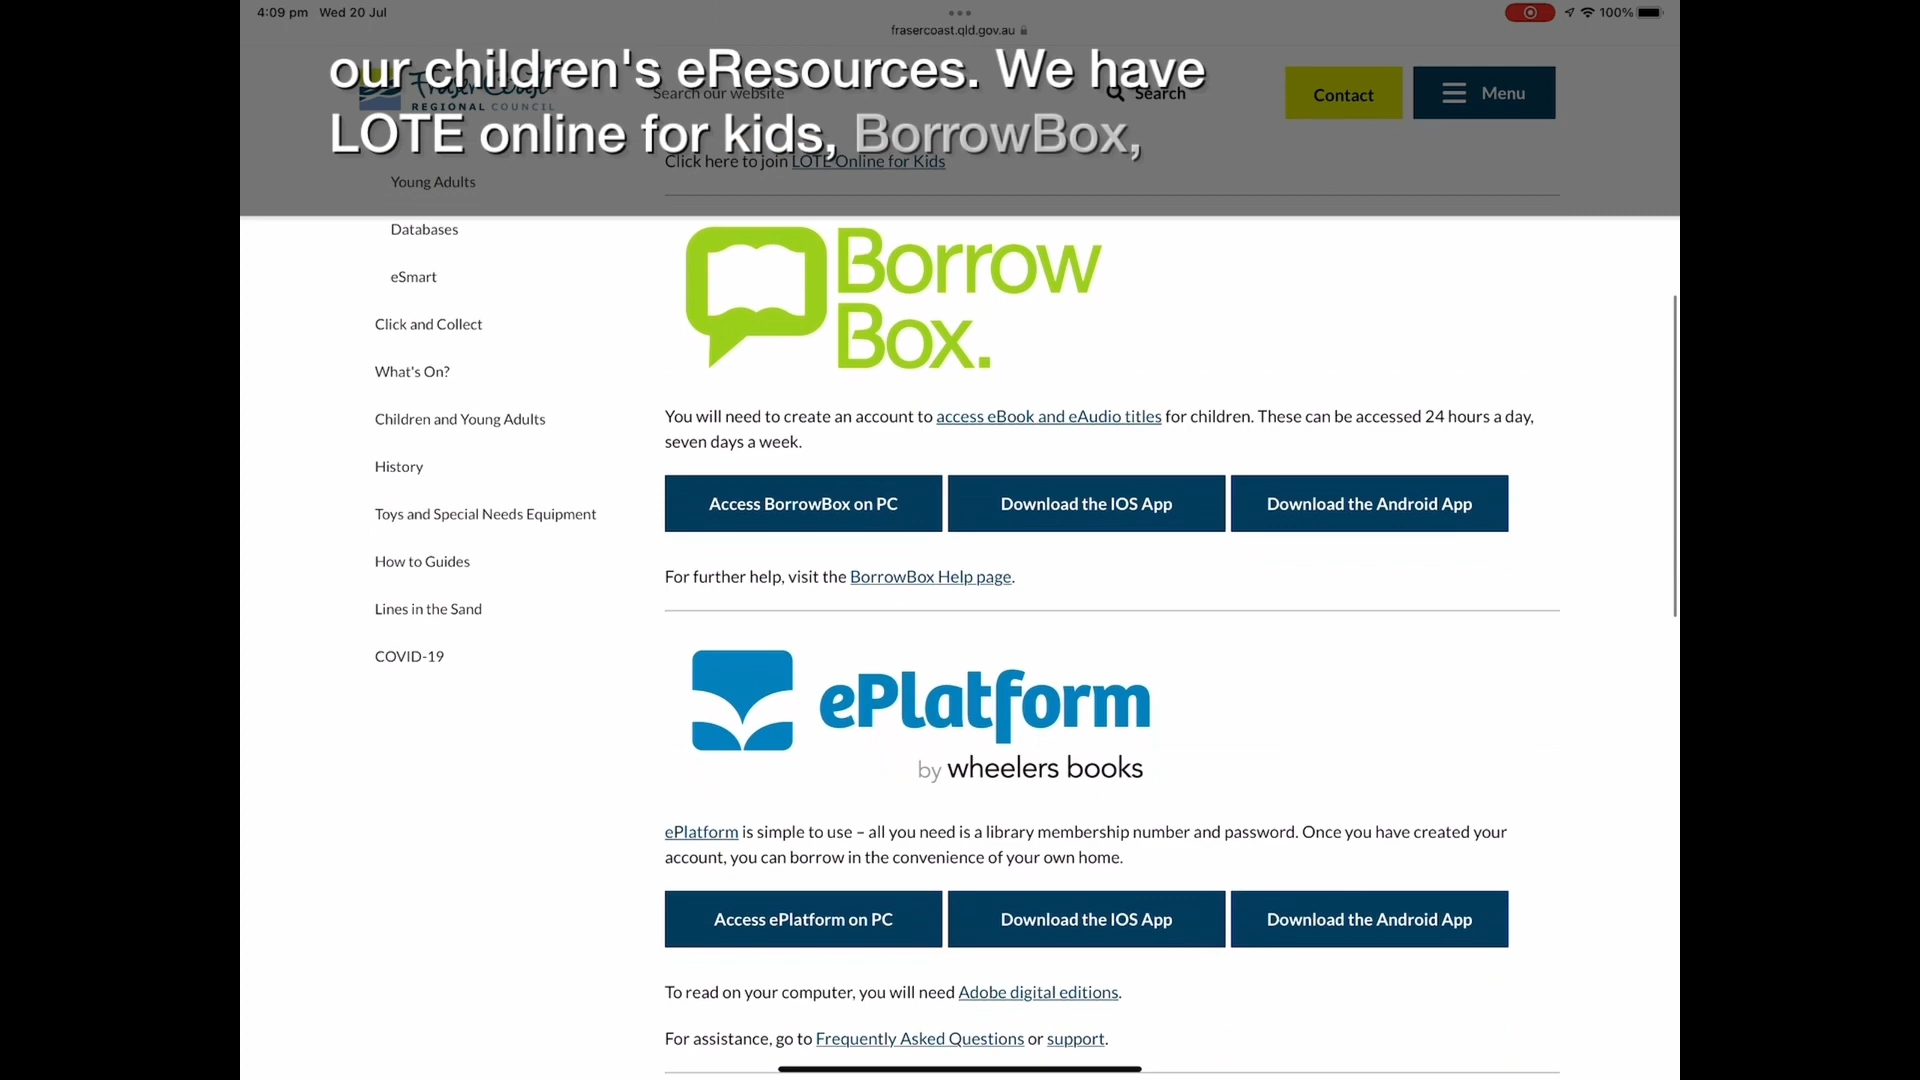 4:09 pm Wed 20 Jul
frasercoast.qld.gov.au
100%
our children's eResources. We have
LOTE online for kids, BorrowBox,
Fraser Coast
REGIONAL COUNCIL
Search our website
Search
Contact
Menu
Click here to join LOTE Online for Kids
Young Adults
Databases
eSmart
Click and Collect
What's On?
Children and Young Adults
History
Toys and Special Needs Equipment
How to Guides
Lines in the Sand
COVID-19
Borrow
Box.
You will need to create an account to access eBook and eAudio titles for children. These can be accessed 24 hours a day,
seven days a week.
Access BorrowBox on PC
Download the IOS App
Download the Android App
For further help, visit the BorrowBox Help page.
ePlatform
by wheelers books
ePlatform is simple to use – all you need is a library membership number and password. Once you have created your
account, you can borrow in the convenience of your own home.
Access ePlatform on PC
Download the IOS App
Download the Android App
To read on your computer, you will need Adobe digital editions.
For assistance, go to Frequently Asked Questions or support.